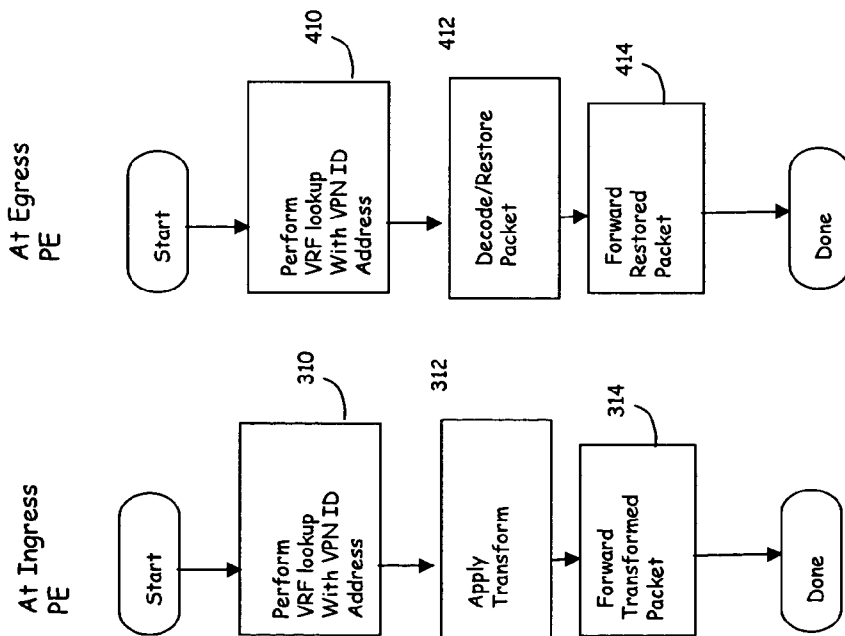 At Ingress
PE
Start
310
Perform
VRF lookup
With VPN ID
Address
312
Apply
Transform
314
Forward
Transformed
Packet
Done
At Egress
PE
Start
410
Perform
VRF lookup
With VPN ID
Address
412
Decode/Restore
Packet
414
Forward
Restored
Packet
Done